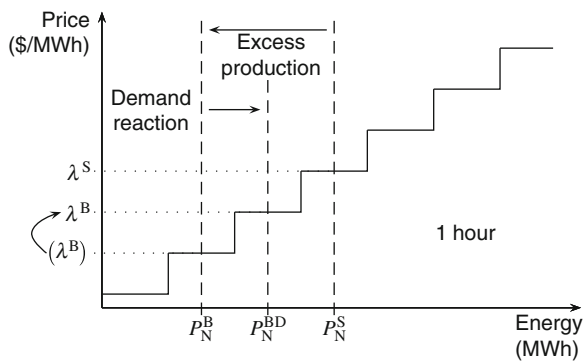 Price
($/MWh)
Excess
production
Demand
reaction
λ^S
λ^B
(λ^B)
1 hour
P_N^B
P_N^BD
P_N^S
Energy
(MWh)